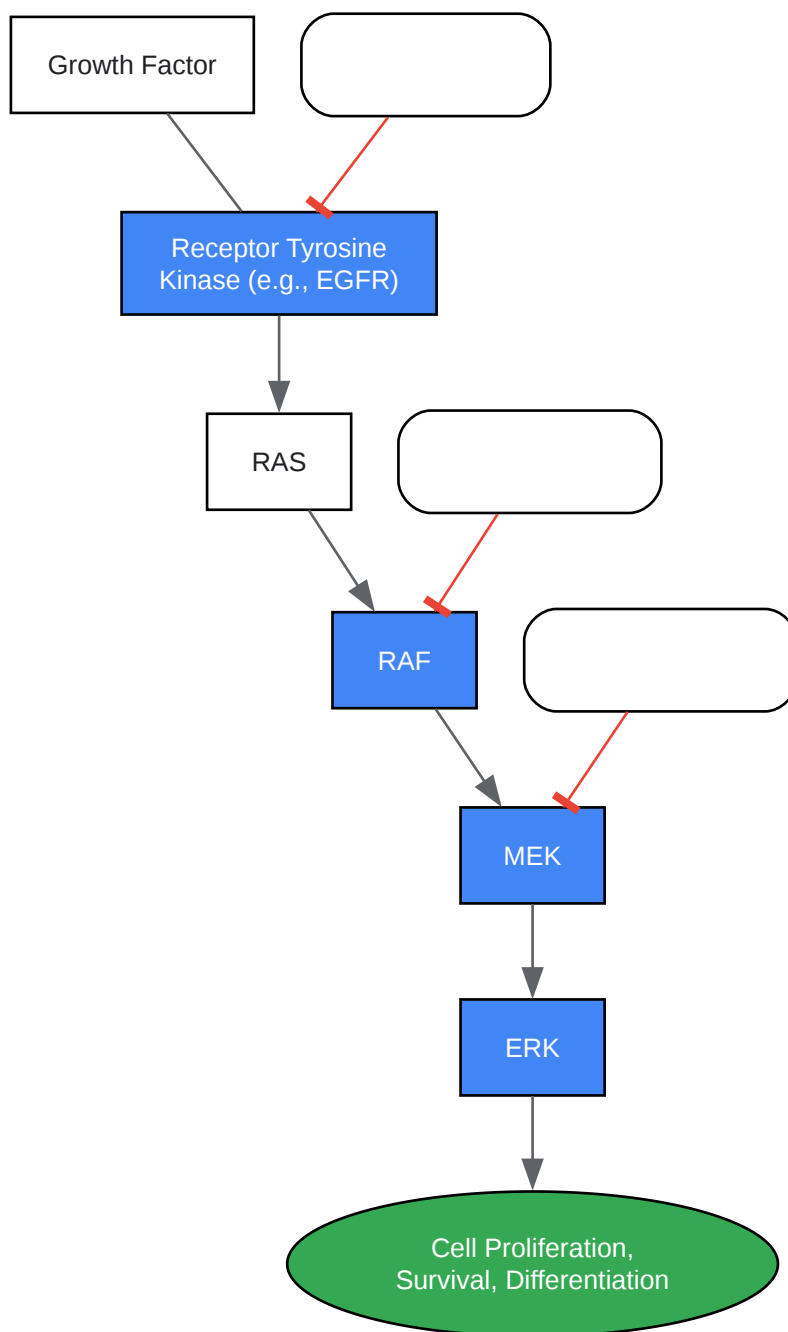 Growth Factor
Receptor Tyrosine
Kinase (e.g., EGFR)
RAS
RAF
MEK
ERK
Cell Proliferation,
Survival, Differentiation